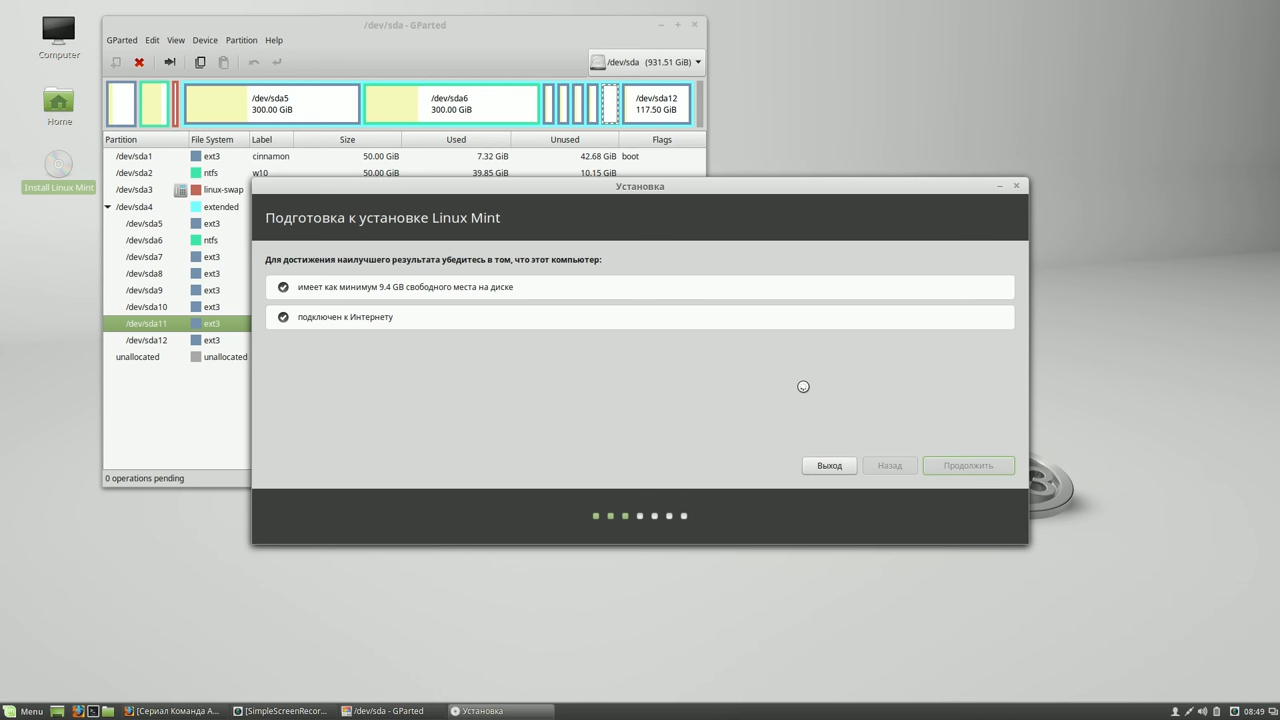 Computer
Home
Install Linux Mint
/dev/sda - GParted
GParted Edit View Device Partition Help
/dev/sda (931.51 GiB)
/dev/sda5
300.00 GiB
/dev/sda6
300.00 GiB
/dev/sda12
117.50 GiB
Partition File System Label Size Used Unused Flags
/dev/sda1 ext3 cinnamon 50.00 GiB 7.32 GiB 42.68 GiB boot
/dev/sda2 ntfs w10 50.00 GiB 39.85 GiB 10.15 GiB
/dev/sda3 linux-swap
/dev/sda4 extended
/dev/sda5 ext3
/dev/sda6 ntfs
/dev/sda7 ext3
/dev/sda8 ext3
/dev/sda9 ext3
/dev/sda10 ext3
/dev/sda11 ext3
/dev/sda12 ext3
unallocated unallocated
0 operations pending
Установка
Подготовка к установке Linux Mint
Для достижения наилучшего результата убедитесь в том, что этот компьютер:
имеет как минимум 9.4 GB свободного места на диске
подключен к Интернету
Выход Назад Продолжить
Menu [Сериал Команда А... [SimpleScreenRecor... /dev/sda - GParted Установка 08:49